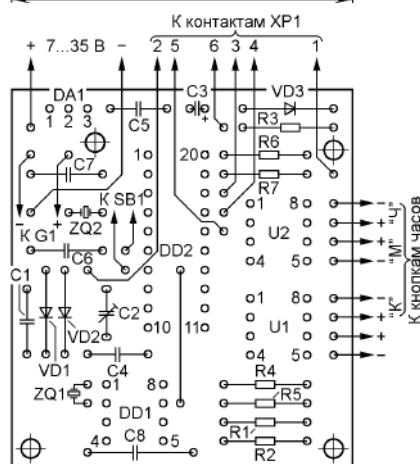 К контактам XP1
+ 7...35 В − 2 5 6 3 4 1
DA1 C3 VD3
1 2 3 C5 + R3
1 20 R6
C7 R7
К SB1 1 8 − "Ч"
− К G1 + ZQ2 U2 +
+ "М"
C6 DD2 4 5 −
C1 1 8 − "К"
C2 +
10 11 U1 +
VD1 VD2 4 5 −
К кнопкам часов
C4 R4
ZQ1 1 8 R5
DD1 R1
4 5 R2
C8